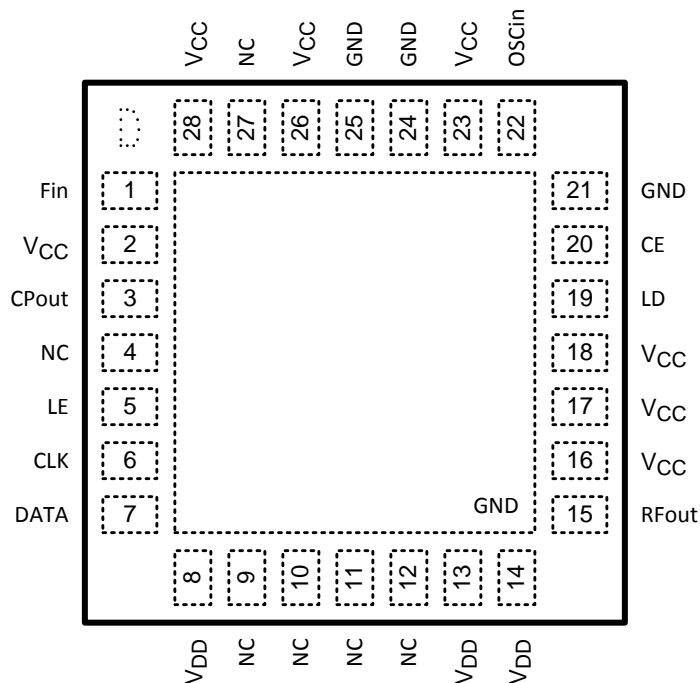 VCC NC VCC GND GND VCC OSCin
D 28 27 26 25 24 23 22
Fin 1 21 GND
VCC 2 20 CE
CPout 3 19 LD
NC 4 18 VCC
LE 5 17 VCC
CLK 6 16 VCC
DATA 7 GND 15 RFout
8 9 10 11 12 13 14
VDD NC NC NC NC VDD VDD